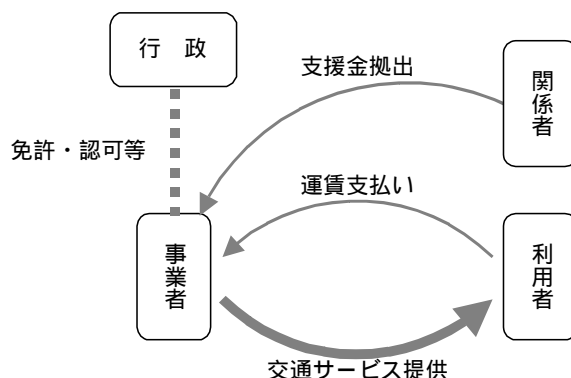 行　政
支援金拠出
関係者
免許・認可等
運賃支払い
事業者
利用者
交通サービス提供